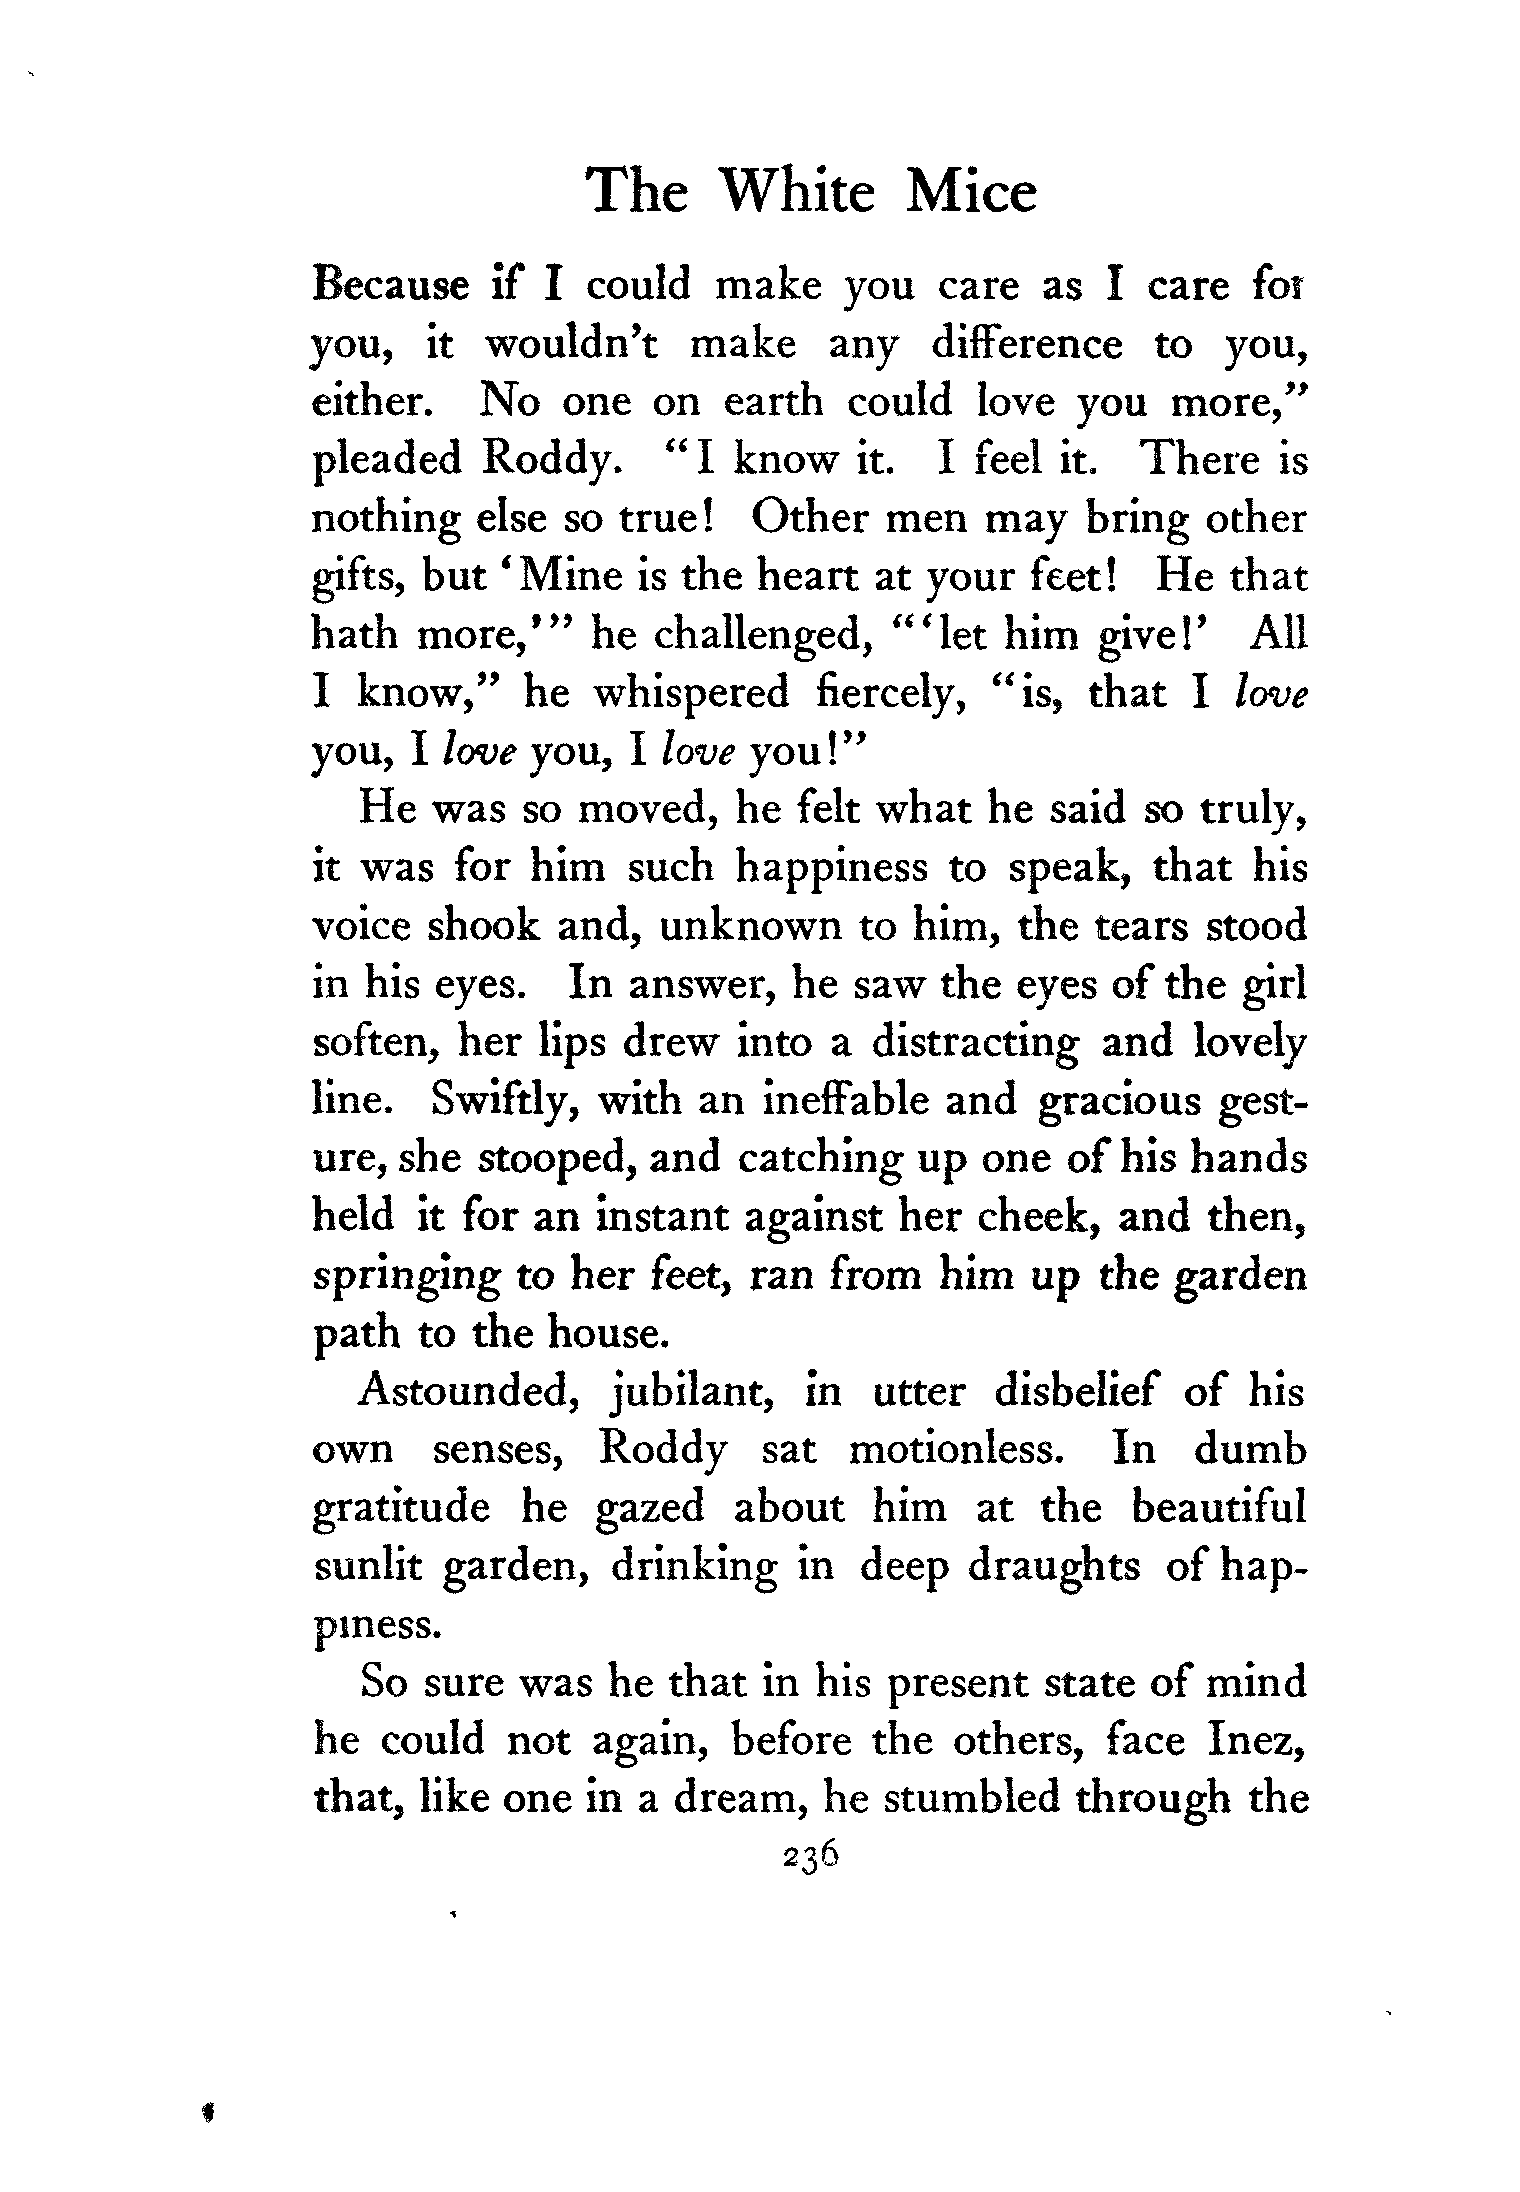 The White Mice
Because if I could make you care as I care for
you, it wouldn't make any difference to you,
either. No one on earth could love you more,”
pleaded Roddy. “I know it. I feel it. There is
nothing else so true! Other men may bring other
gifts, but ‘Mine is the heart at your feet! He that
hath more,’” he challenged, “‘let him give!’ All
I know,” he whispered fiercely, “is, that I love
you, I love you, I love you!”
He was so moved, he felt what he said so truly,
it was for him such happiness to speak, that his
voice shook and, unknown to him, the tears stood
in his eyes. In answer, he saw the eyes of the girl
soften, her lips drew into a distracting and lovely
line. Swiftly, with an ineffable and gracious gest-
ure, she stooped, and catching up one of his hands
held it for an instant against her cheek, and then,
springing to her feet, ran from him up the garden
path to the house.
Astounded, jubilant, in utter disbelief of his
own senses, Roddy sat motionless. In dumb
gratitude he gazed about him at the beautiful
sunlit garden, drinking in deep draughts of hap-
piness.
So sure was he that in his present state of mind
he could not again, before the others, face Inez,
that, like one in a dream, he stumbled through the
236